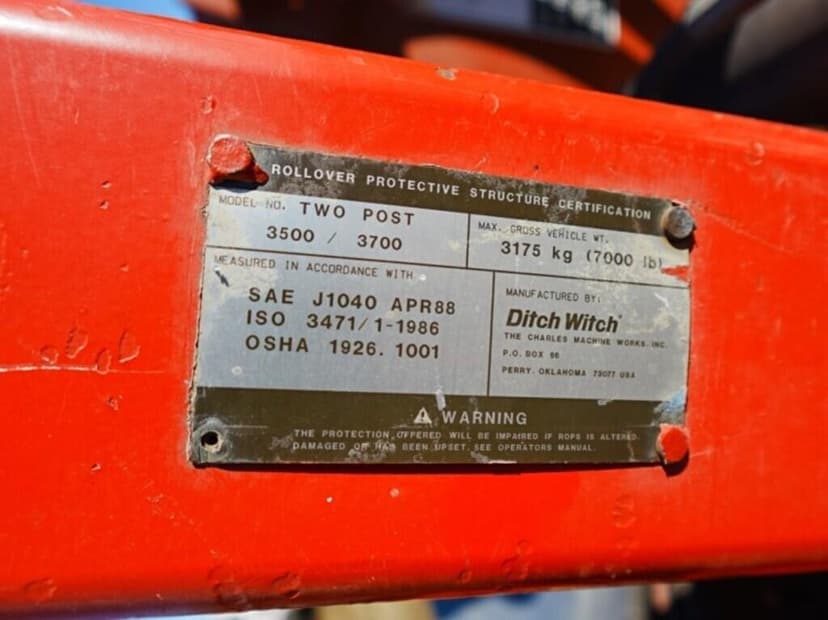 ROLLOVER PROTECTIVE STRUCTURE CERTIFICATION
MODEL NO. TWO POST
3500 / 3700
MAX. GROSS VEHICLE WT.
3175 kg (7000 lb)
MEASURED IN ACCORDANCE WITH
SAE J1040 APR88
ISO 3471/1-1986
OSHA 1926.1001
MANUFACTURED BY:
Ditch Witch®
THE CHARLES MACHINE WORKS, INC.
P.O. BOX 66
PERRY, OKLAHOMA 73077 USA
⚠ WARNING
THE PROTECTION OFFERED WILL BE IMPAIRED IF ROPS IS ALTERED
DAMAGED OR HAS BEEN UPSET. SEE OPERATORS MANUAL.